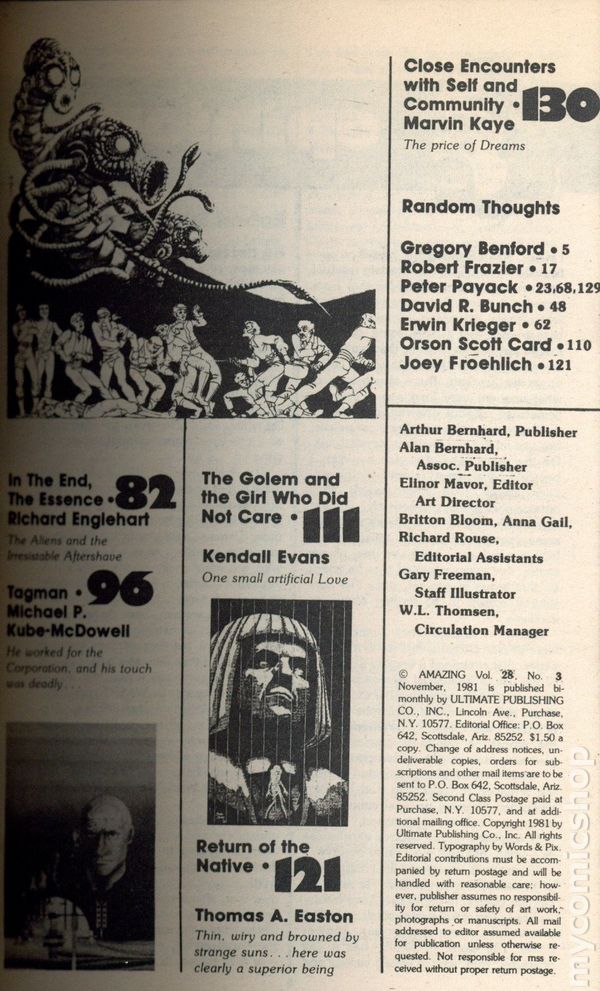 In The End,
The Essence • 82
Richard Englehart
The Aliens and the
Irresistable Aftershave
Tagman • 96
Michael P.
Kube-McDowell
He worked for the
Corporation, and his touch
was deadly . . .
The Golem and
the Girl Who Did
Not Care • 111
Kendall Evans
One small artificial Love
Return of the
Native • 121
Thomas A. Easton
Thin, wiry and browned by
strange suns. . . here was
clearly a superior being
Close Encounters
with Self and
Community • 130
Marvin Kaye
The price of Dreams
Random Thoughts
Gregory Benford • 5
Robert Frazier • 17
Peter Payack • 23,68,129
David R. Bunch • 48
Erwin Krieger • 62
Orson Scott Card • 110
Joey Froehlich • 121
Arthur Bernhard, Publisher
Alan Bernhard,
Assoc. Publisher
Elinor Mavor, Editor
Art Director
Britton Bloom, Anna Gail,
Richard Rouse,
Editorial Assistants
Gary Freeman,
Staff Illustrator
W.L. Thomsen,
Circulation Manager
© AMAZING Vol. 28, No. 3
November, 1981 is published bi-
monthly by ULTIMATE PUBLISHING
CO., INC., Lincoln Ave., Purchase,
N.Y. 10577. Editorial Office: P.O. Box
642, Scottsdale, Ariz. 85252. $1.50 a
copy. Change of address notices, un-
deliverable copies, orders for sub-
scriptions and other mail items are to be
sent to P.O. Box 642, Scottsdale, Ariz.
85252. Second Class Postage paid at
Purchase, N.Y. 10577, and at addi-
tional mailing office. Copyright 1981 by
Ultimate Publishing Co., Inc. All rights
reserved. Typography by Words & Pix.
Editorial contributions must be accom-
panied by return postage and will be
handled with reasonable care; how-
ever, publisher assumes no responsibil-
ity for return or safety of art work,
photographs or manuscripts. All mail
addressed to editor assumed available
for publication unless otherwise re-
quested. Not responsible for mss re-
ceived without proper return postage.
mycomicshop